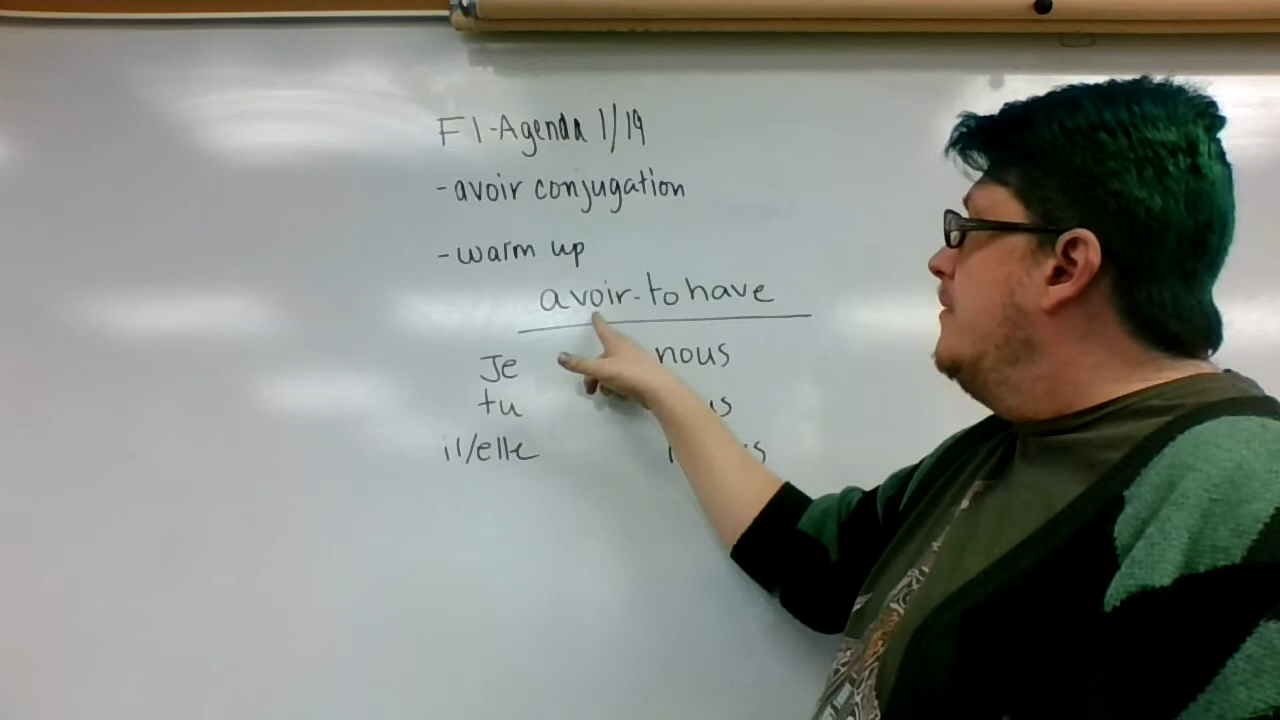 F1-Agenda 1/19
-avoir conjugation
-warm up
avoir-to have
Je nous
tu
il/elle